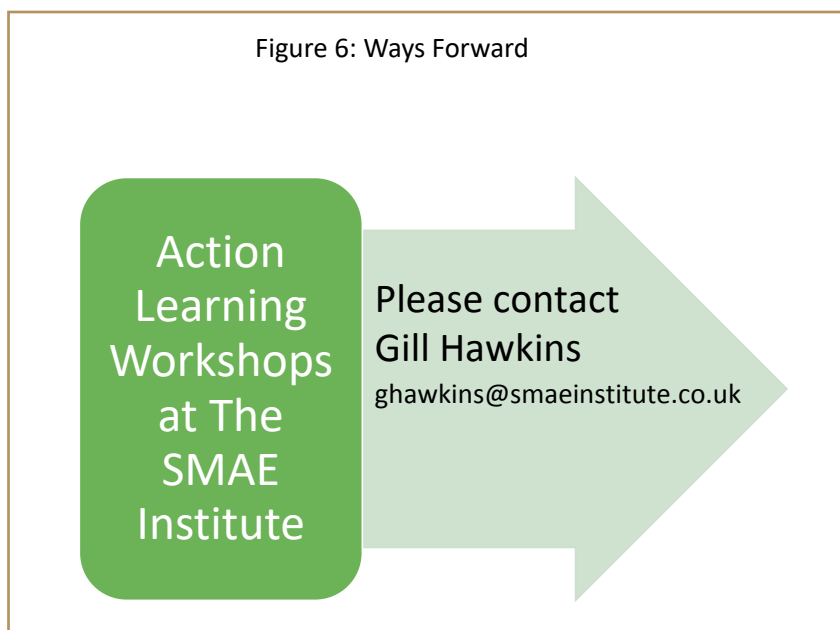 Figure 6: Ways Forward
Action
Learning
Workshops
at The
SMAE
Institute
Please contact
Gill Hawkins
ghawkins@smaeinstitute.co.uk